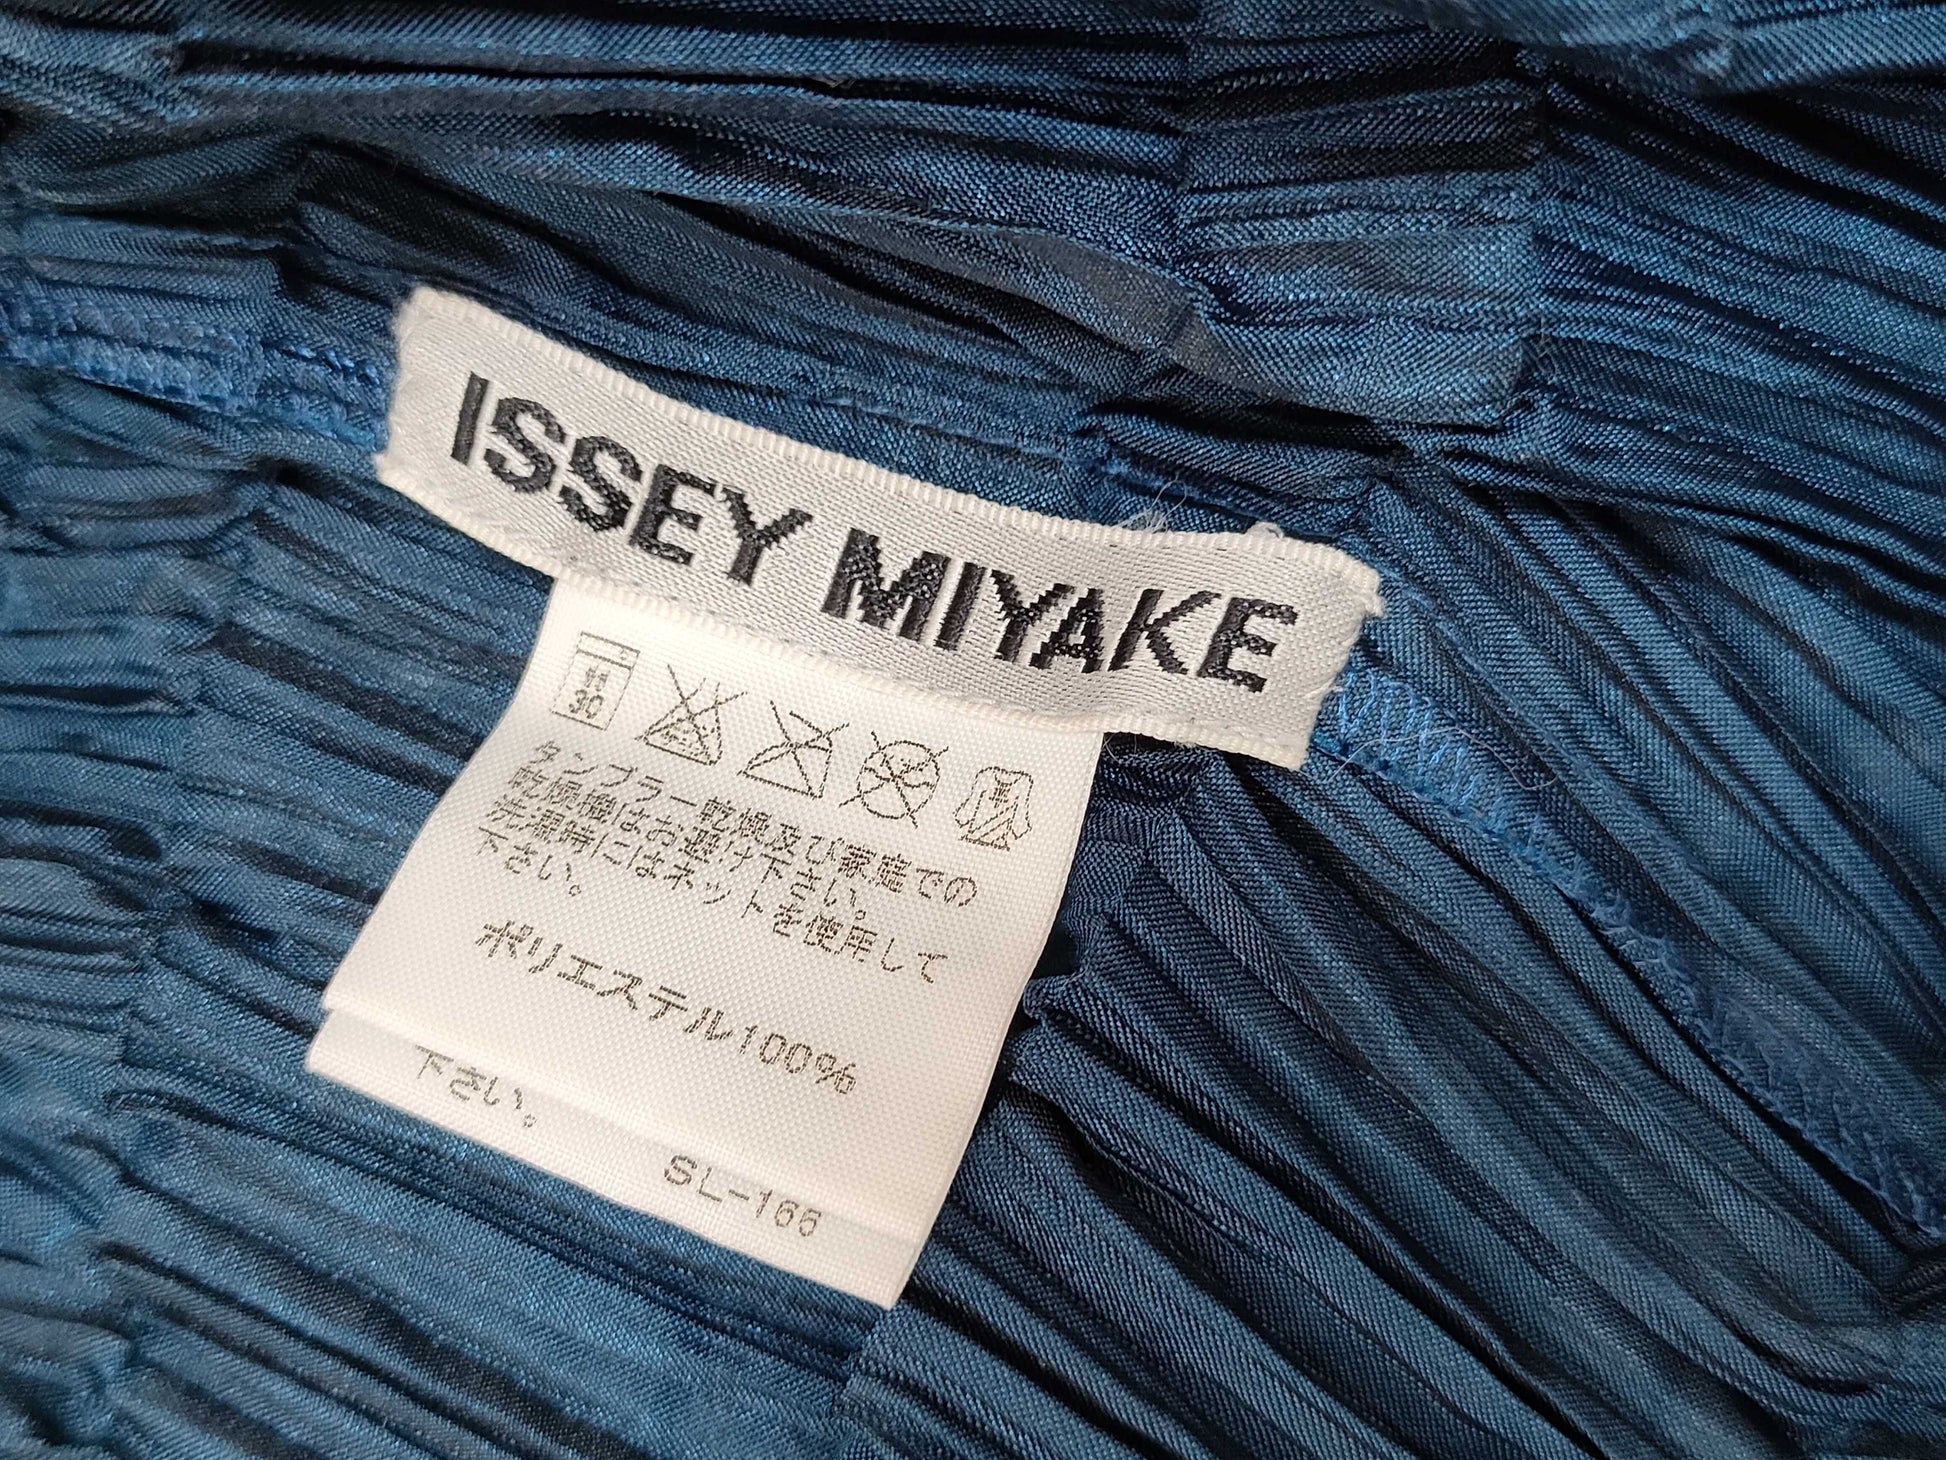 ISSEY MIYAKE
30
タンブラー乾燥及び家庭での
乾燥機はお避け下さい。
洗濯時にはネットを使用して
下さい。
ポリエステル100%
下さい。
SL-166